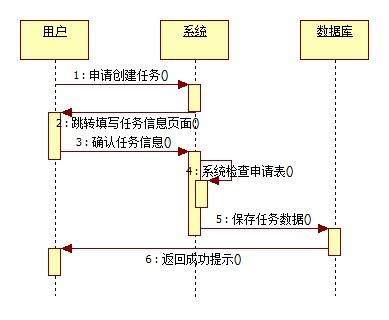 用户
系统
数据库
1：申请创建任务()
2：跳转填写任务信息页面()
3：确认任务信息()
4：系统检查申请表()
5：保存任务数据()
6：返回成功提示()